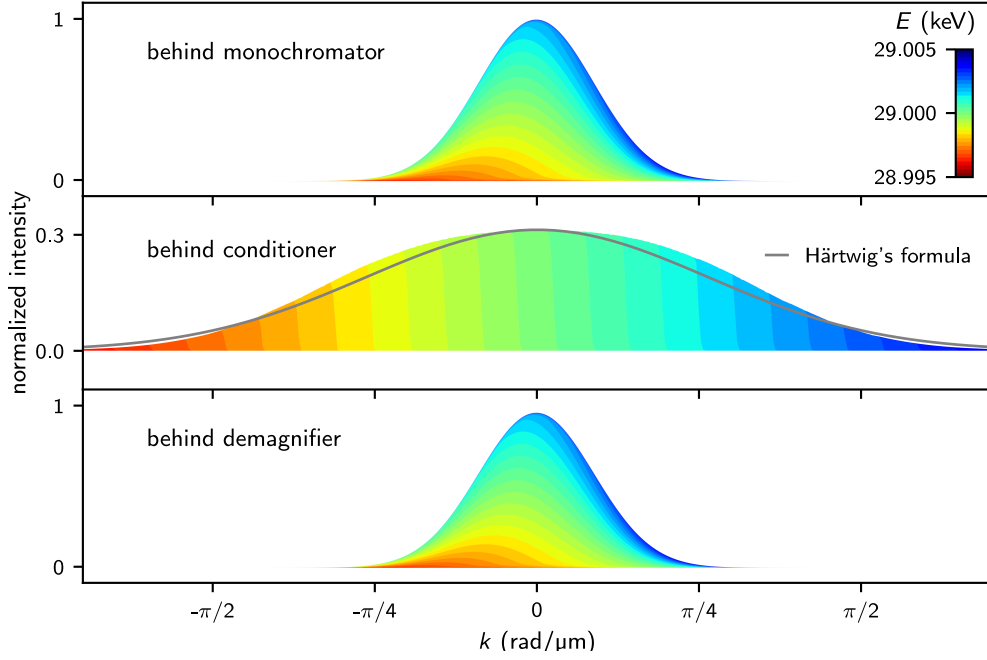 E (keV)
1
behind monochromator
29.005
29.000
0
28.995
normalized intensity
0.3
behind conditioner
Härtwig's formula
0.0
1
behind demagnifier
0
-π/2
-π/4
0
π/4
π/2
k (rad/μm)